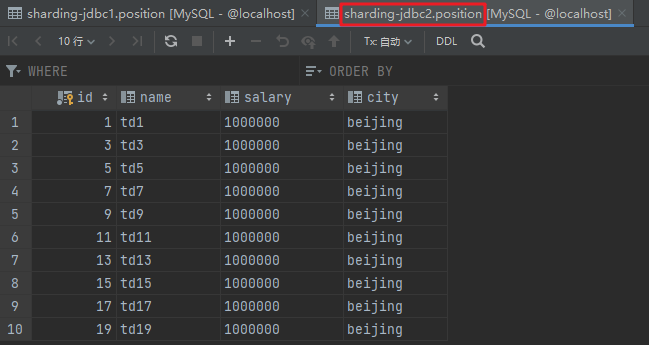 sharding-jdbc1.position [MySQL - @localhost] sharding-jdbc2.position [MySQL - @localhost]
10 行 Tx: 自动 DDL
WHERE ORDER BY
id name salary city
1 1 td1 1000000 beijing
2 3 td3 1000000 beijing
3 5 td5 1000000 beijing
4 7 td7 1000000 beijing
5 9 td9 1000000 beijing
6 11 td11 1000000 beijing
7 13 td13 1000000 beijing
8 15 td15 1000000 beijing
9 17 td17 1000000 beijing
10 19 td19 1000000 beijing